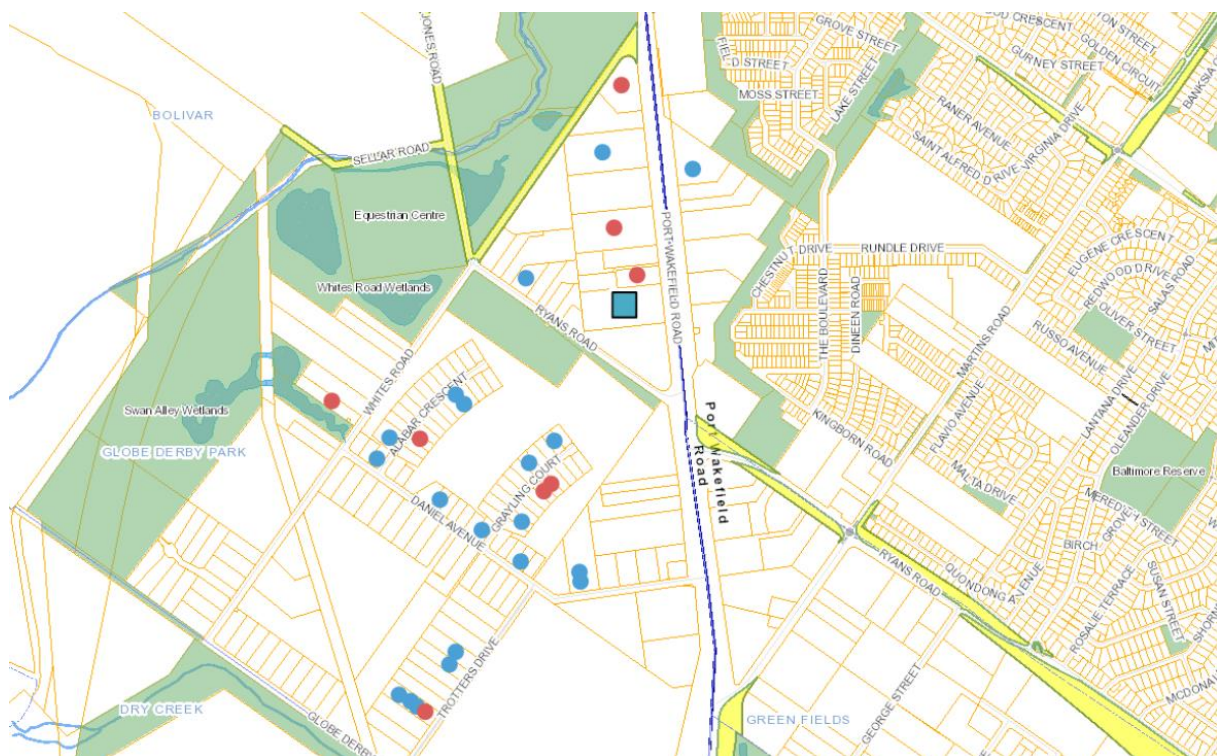 JONES ROAD
FIELD STREET
GROVE STREET
MOSS STREET
LAKE STREET
GOLDEN CIRCUIT
GURNEY STREET
BANKSIA
RANER AVENUE
VIRGINIA DRIVE
SAINT ALFRED DRIVE
BOLIVAR
SELLAR ROAD
Equestrian Centre
Whites Road Wetlands
PORT WAKEFIELD ROAD
CHESTNUT DRIVE
RUNDLE DRIVE
EUGENE CRESCENT
REDWOOD DRIVE
SALAS ROAD
OLIVER STREET
RUSSO AVENUE
THE BOULEVARD
DINEEN ROAD
MARTINS ROAD
RYANS ROAD
WHITES ROAD
ALABAR CRESCENT
Swan Alley Wetlands
GLOBE DERBY PARK
LANTANA DRIVE
OLEANDER DRIVE
FLAVIO AVENUE
KINGBORN ROAD
Port Wakefield
Road
Baltimore Reserve
MALTA DRIVE
MEREDITH STREET
GRAYLING COURT
DANIEL AVENUE
BIRCH
GROVE
RYANS ROAD
QUONDONG A
AVENUE
ROSALIE TERRACE
SUSAN STREET
MCDONA
TROTTERS DRIVE
GLOBE DERBY
DRY CREEK
GREEN FIELDS
GEORGE STREET